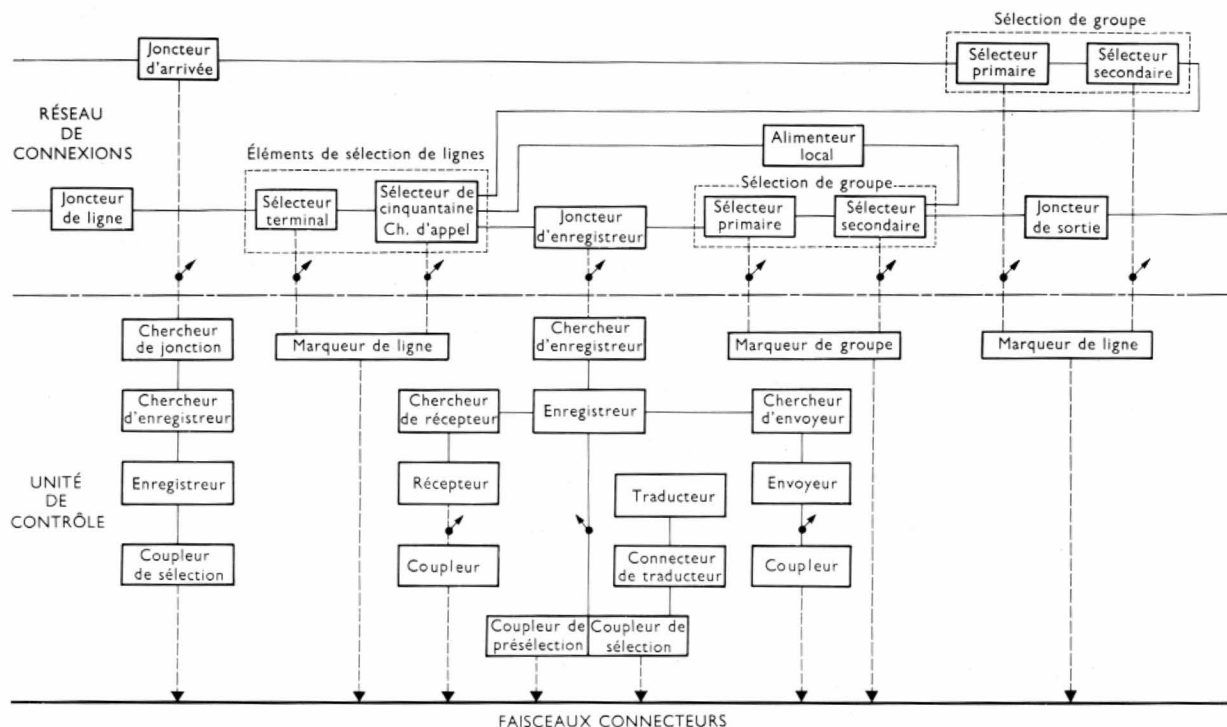 Sélection de groupe
Joncteur
d'arrivée
Sélecteur
primaire
Sélecteur
secondaire
RÉSEAU
DE
CONNEXIONS
Alimenteur
local
Éléments de sélection de lignes
Joncteur
de ligne
Sélecteur
terminal
Sélecteur de
cinquantaine
Ch. d'appel
Joncteur
d'enregistreur
Sélection de groupe
Sélecteur
primaire
Sélecteur
secondaire
Joncteur
de sortie
Chercheur
de jonction
Marqueur de ligne
Chercheur
d'enregistreur
Marqueur de groupe
Marqueur de ligne
Chercheur
d'enregistreur
Chercheur
de récepteur
Enregistreur
Chercheur
d'envoyeur
UNITÉ
DE
CONTRÔLE
Enregistreur
Récepteur
Traducteur
Envoyeur
Coupleur
de sélection
Coupleur
Connecteur
de traducteur
Coupleur
Coupleur de
présélection
Coupleur de
sélection
FAISCEAUX CONNECTEURS